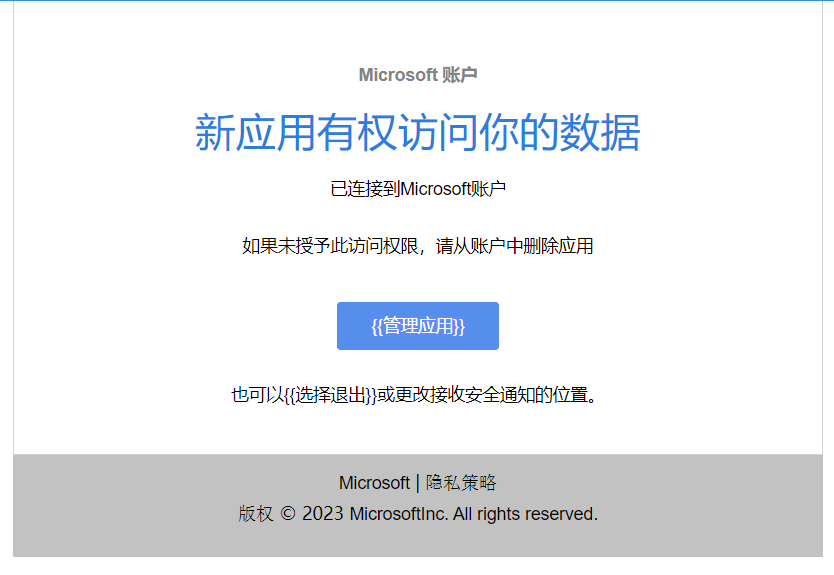 Microsoft 账户
新应用有权访问你的数据
已连接到Microsoft账户
如果未授予此访问权限，请从账户中删除应用
{{管理应用}}
也可以{{选择退出}}或更改接收安全通知的位置。
Microsoft | 隐私策略
版权 © 2023 MicrosoftInc. All rights reserved.